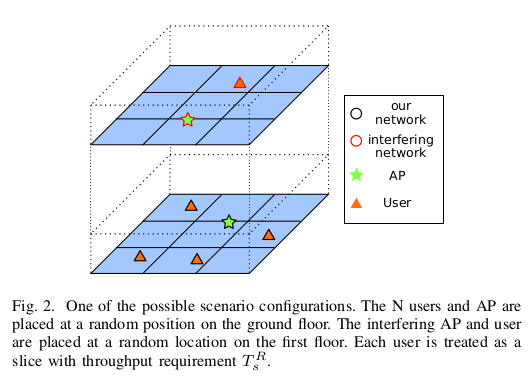 our
network
interfering
network
AP
User
Fig. 2. One of the possible scenario configurations. The N users and AP are
placed at a random position on the ground floor. The interfering AP and user
are placed at a random location on the first floor. Each user is treated as a
slice with throughput requirement $T_s^R$.